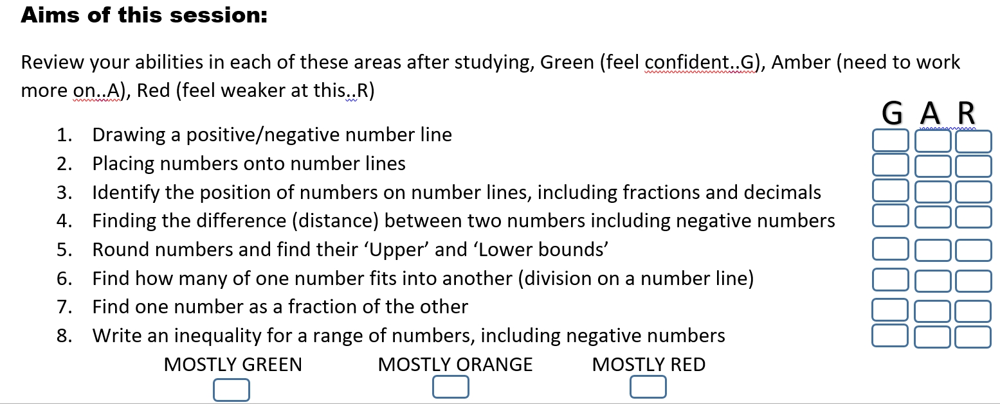 Aims of this session:
Review your abilities in each of these areas after studying, Green (feel confident..G), Amber (need to work
more on..A), Red (feel weaker at this..R)
G A R
1. Drawing a positive/negative number line
2. Placing numbers onto number lines
3. Identify the position of numbers on number lines, including fractions and decimals
4. Finding the difference (distance) between two numbers including negative numbers
5. Round numbers and find their ‘Upper’ and ‘Lower bounds’
6. Find how many of one number fits into another (division on a number line)
7. Find one number as a fraction of the other
8. Write an inequality for a range of numbers, including negative numbers
MOSTLY GREEN MOSTLY ORANGE MOSTLY RED